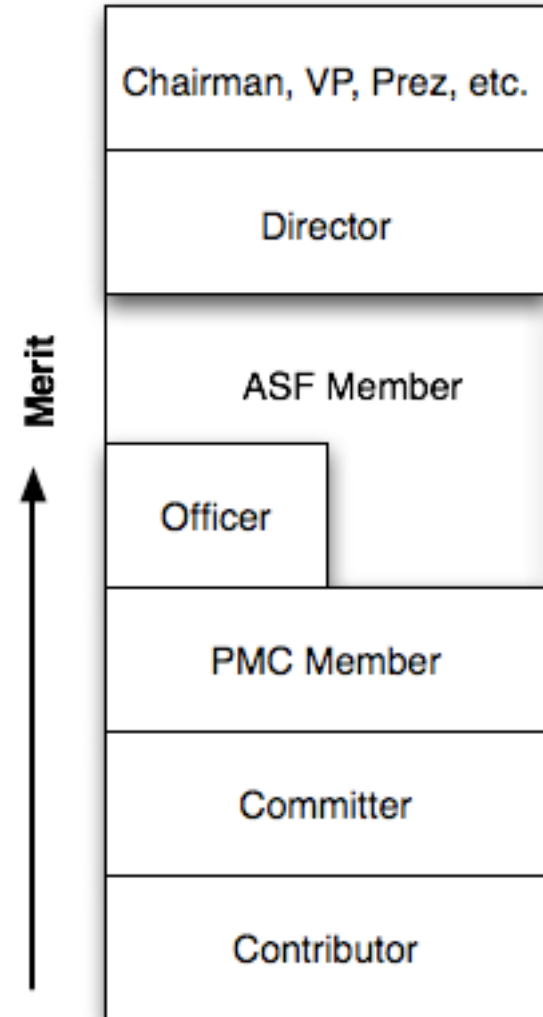 Chairman, VP, Prez, etc.
Director
Merit
ASF Member
Officer
PMC Member
Committer
Contributor